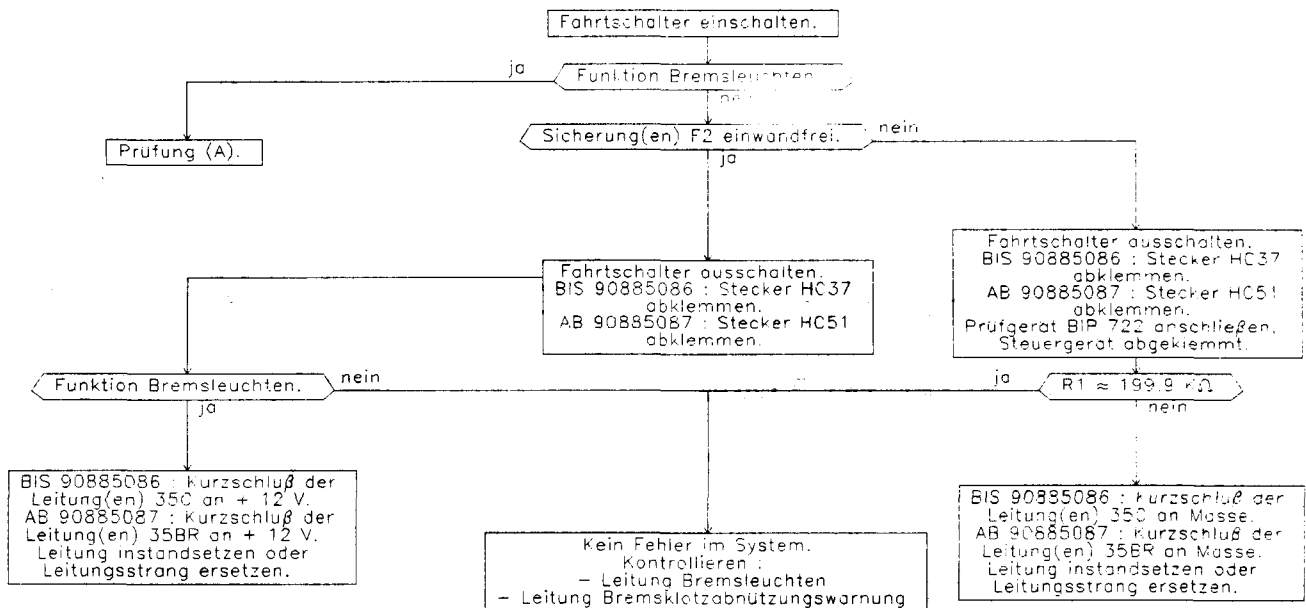 Fahrtschalter einschalten.
ja
Funktion Bremsleuchten
nein
Sicherung(en) F2 einwandfrei.
nein
Prüfung (A).
ja
Fahrtschalter ausschalten.
BIS 90885086 : Stecker HC37
abklemmen.
AB 90885087 : Stecker HC51
abklemmen.
Fahrtschalter ausschalten.
BIS 90885086 : Stecker HC37
abklemmen.
AB 90885087 : Stecker HC51
abklemmen.
Prüfgerät BIP 722 anschließen,
Steuergerät abgeklemmt.
Funktion Bremsleuchten.
nein
ja
ja
R1 ≈ 199.9 KΩ
nein
BIS 90885086 : Kurzschluß der
Leitung(en) 35C an + 12 V.
AB 90885087 : Kurzschluß der
Leitung(en) 35BR an + 12 V.
Leitung instandsetzen oder
Leitungsstrang ersetzen.
Kein Fehler im System.
Kontrollieren :
– Leitung Bremsleuchten
– Leitung Bremsklotzabnützungswarnung
BIS 90885086 : Kurzschluß der
Leitung(en) 35C an Masse.
AB 90885087 : Kurzschluß der
Leitung(en) 35BR an Masse.
Leitung instandsetzen oder
Leitungsstrang ersetzen.